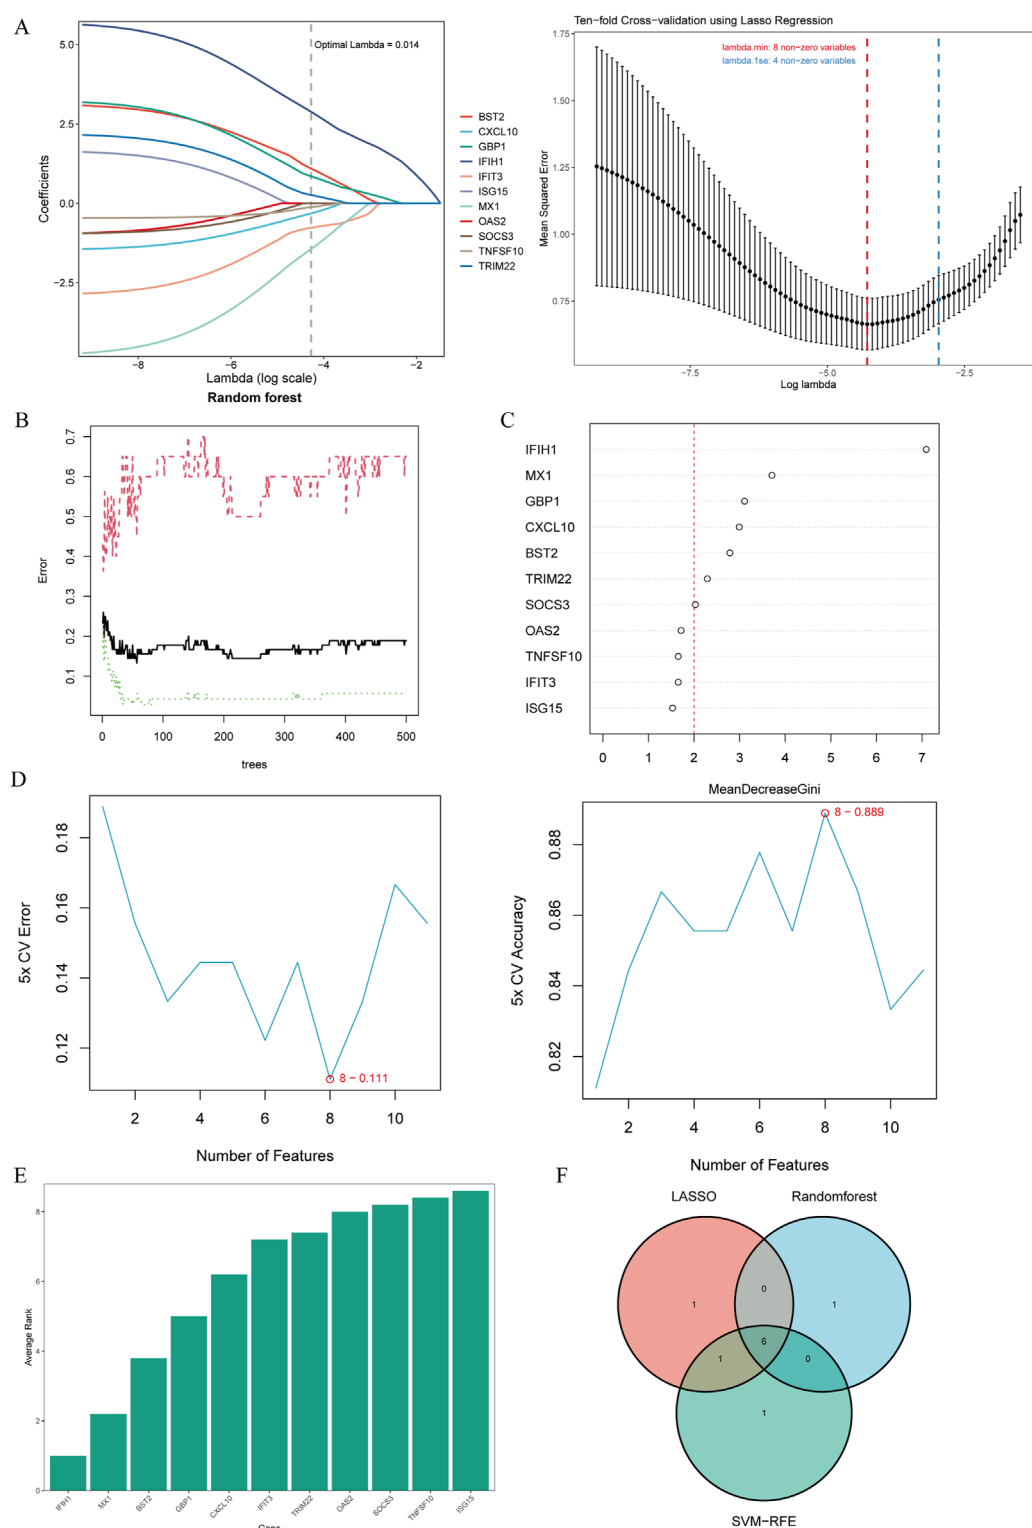 A
Optimal Lambda = 0.014
Coefficients
5.0
2.5
0.0
−2.5
−8
−6
−4
−2
Lambda (log scale)
BST2
CXCL10
GBP1
IFIH1
IFIT3
ISG15
MX1
OAS2
SOCS3
TNFSF10
TRIM22
Ten−fold Cross−validation using Lasso Regression
lambda.min: 8 non−zero variables
lambda.1se: 4 non−zero variables
Mean Squared Error
1.75
1.50
1.25
1.00
0.75
−7.5
−5.0
−2.5
Log lambda
Random forest
B
Error
0.7
0.6
0.5
0.4
0.3
0.2
0.1
0
100
200
300
400
500
trees
C
IFIH1
MX1
GBP1
CXCL10
BST2
TRIM22
SOCS3
OAS2
TNFSF10
IFIT3
ISG15
0
1
2
3
4
5
6
7
MeanDecreaseGini
D
5x CV Error
0.18
0.16
0.14
0.12
8 − 0.111
2
4
6
8
10
Number of Features
5x CV Accuracy
0.88
0.86
0.84
0.82
8 − 0.889
2
4
6
8
10
Number of Features
E
Average Rank
8
6
4
2
0
IFIH1
MX1
BST2
GBP1
CXCL10
IFIT3
TRIM22
OAS2
SOCS3
TNFSF10
ISG15
F
LASSO
Randomforest
0
1
1
6
1
0
1
SVM−RFE